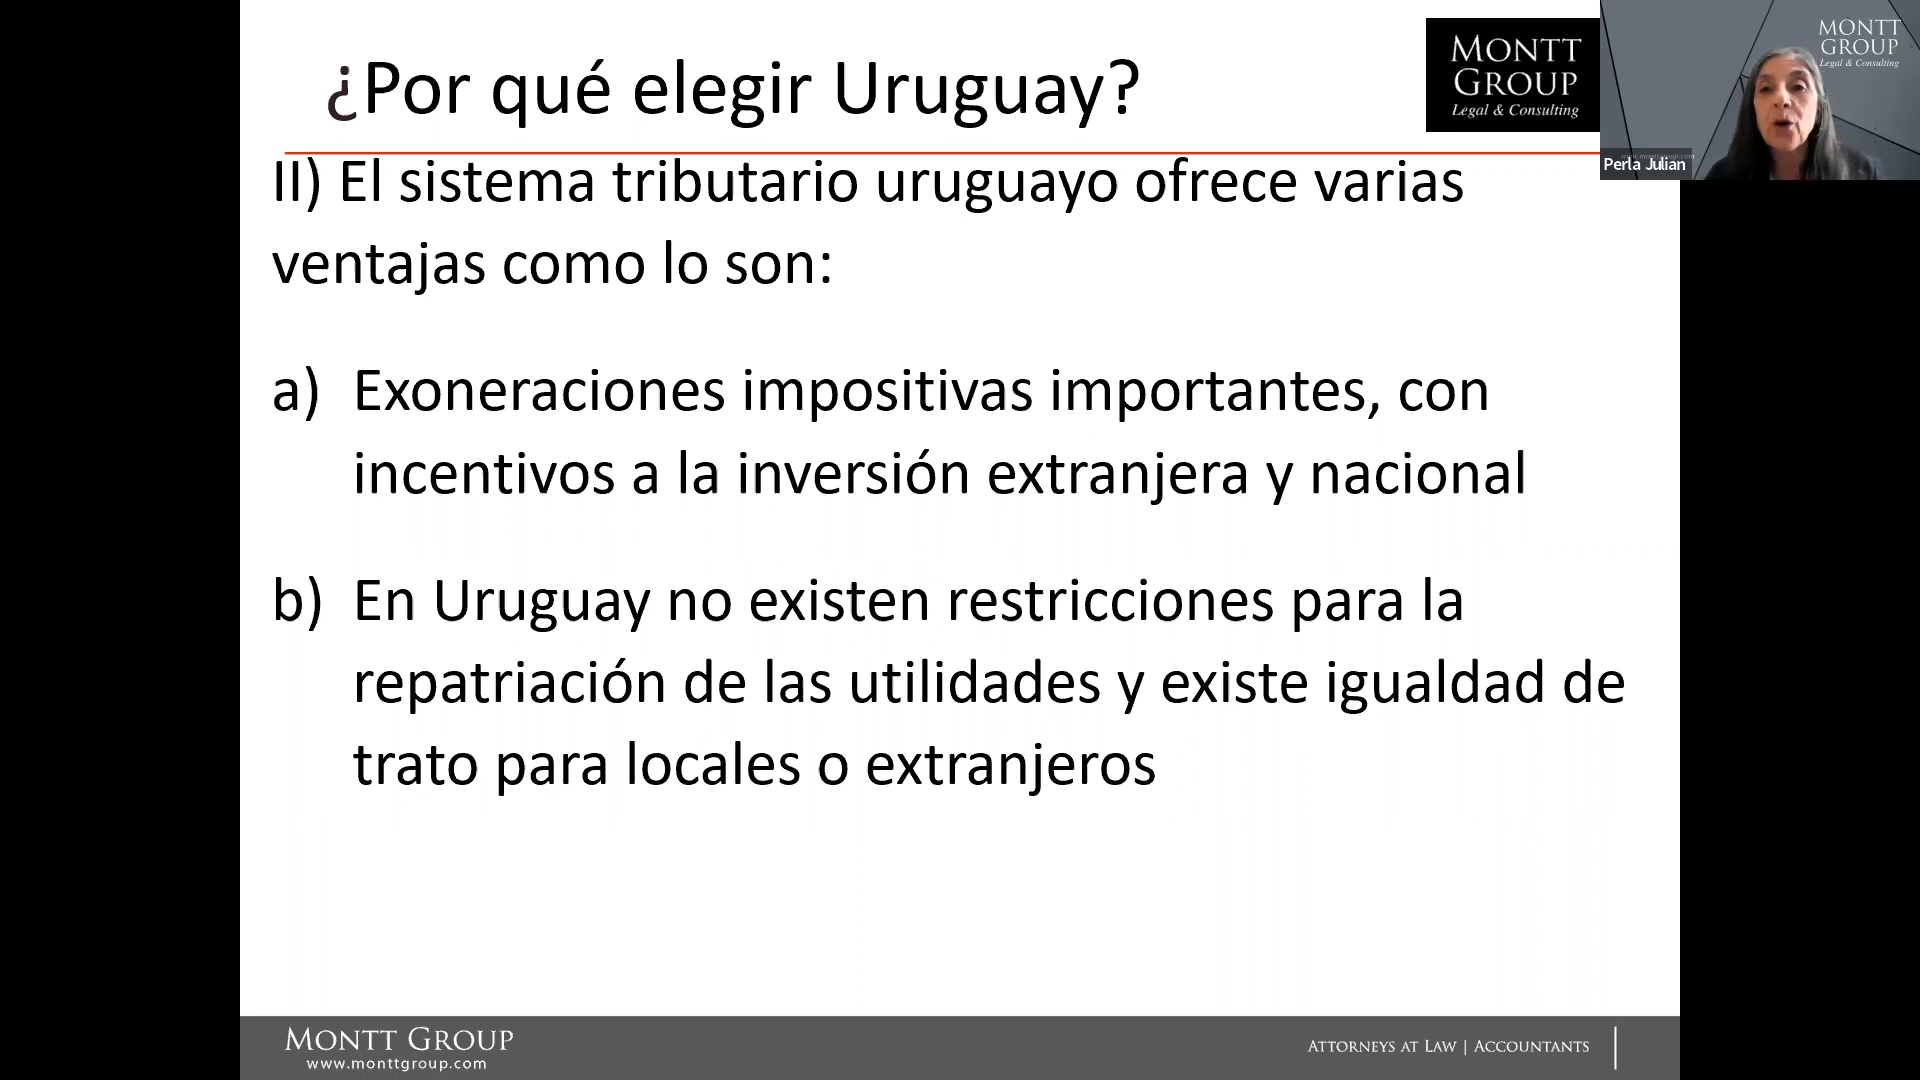 ¿Por qué elegir Uruguay?
MONTT
GROUP
Legal & Consulting
MONTT
GROUP
Legal & Consulting
Perla Julian
II) El sistema tributario uruguayo ofrece varias
ventajas como lo son:
a) Exoneraciones impositivas importantes, con
incentivos a la inversión extranjera y nacional
b) En Uruguay no existen restricciones para la
repatriación de las utilidades y existe igualdad de
trato para locales o extranjeros
MONTT GROUP
www.monttgroup.com
ATTORNEYS AT LAW | ACCOUNTANTS